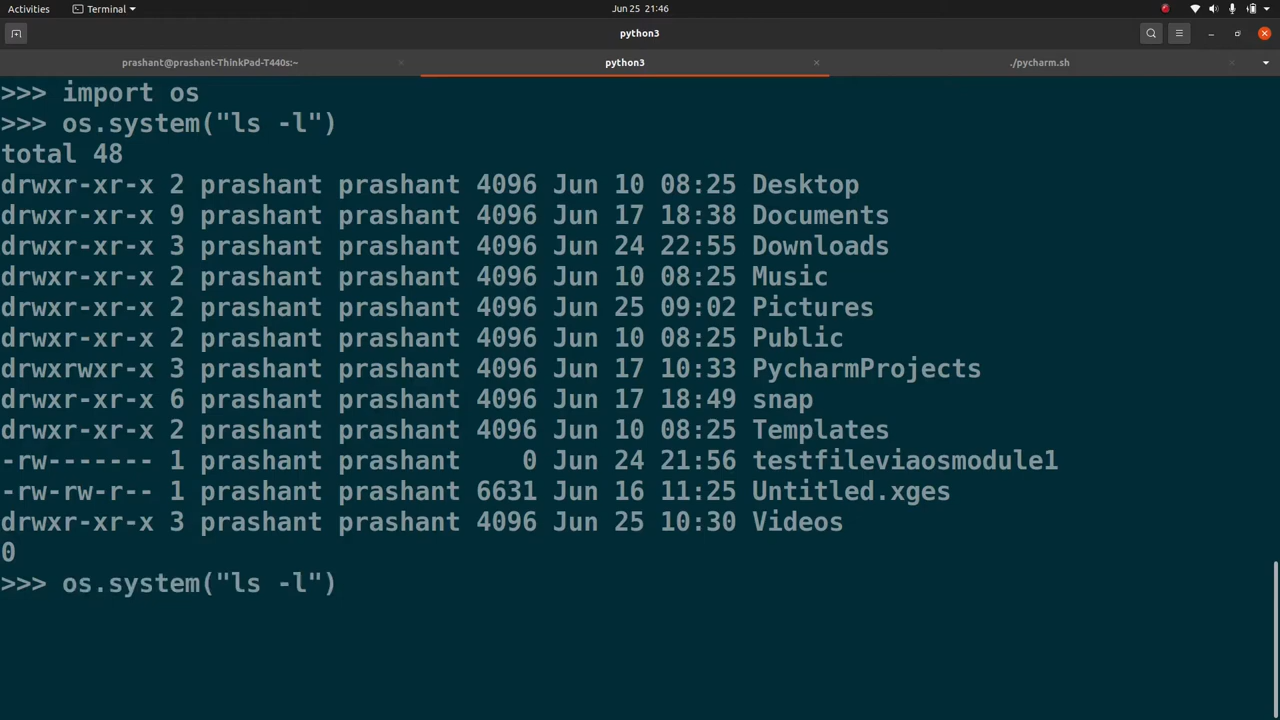 Activities Terminal Jun 25 21:46
python3
prashant@prashant-ThinkPad-T440s:~ python3 ./pycharm.sh
>>> import os
>>> os.system("ls -l")
total 48
drwxr-xr-x 2 prashant prashant 4096 Jun 10 08:25 Desktop
drwxr-xr-x 9 prashant prashant 4096 Jun 17 18:38 Documents
drwxr-xr-x 3 prashant prashant 4096 Jun 24 22:55 Downloads
drwxr-xr-x 2 prashant prashant 4096 Jun 10 08:25 Music
drwxr-xr-x 2 prashant prashant 4096 Jun 25 09:02 Pictures
drwxr-xr-x 2 prashant prashant 4096 Jun 10 08:25 Public
drwxrwxr-x 3 prashant prashant 4096 Jun 17 10:33 PycharmProjects
drwxr-xr-x 6 prashant prashant 4096 Jun 17 18:49 snap
drwxr-xr-x 2 prashant prashant 4096 Jun 10 08:25 Templates
-rw------- 1 prashant prashant    0 Jun 24 21:56 testfileviaosmodule1
-rw-rw-r-- 1 prashant prashant 6631 Jun 16 11:25 Untitled.xges
drwxr-xr-x 3 prashant prashant 4096 Jun 25 10:30 Videos
0
>>> os.system("ls -l")